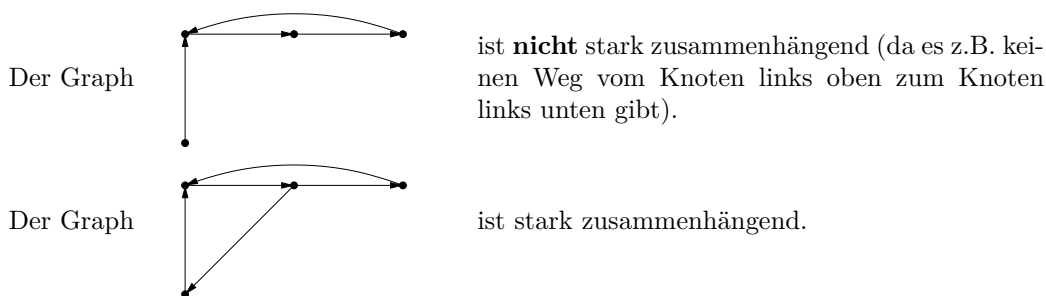 Der Graph
ist nicht stark zusammenhängend (da es z.B. kei-
nen Weg vom Knoten links oben zum Knoten
links unten gibt).
Der Graph
ist stark zusammenhängend.